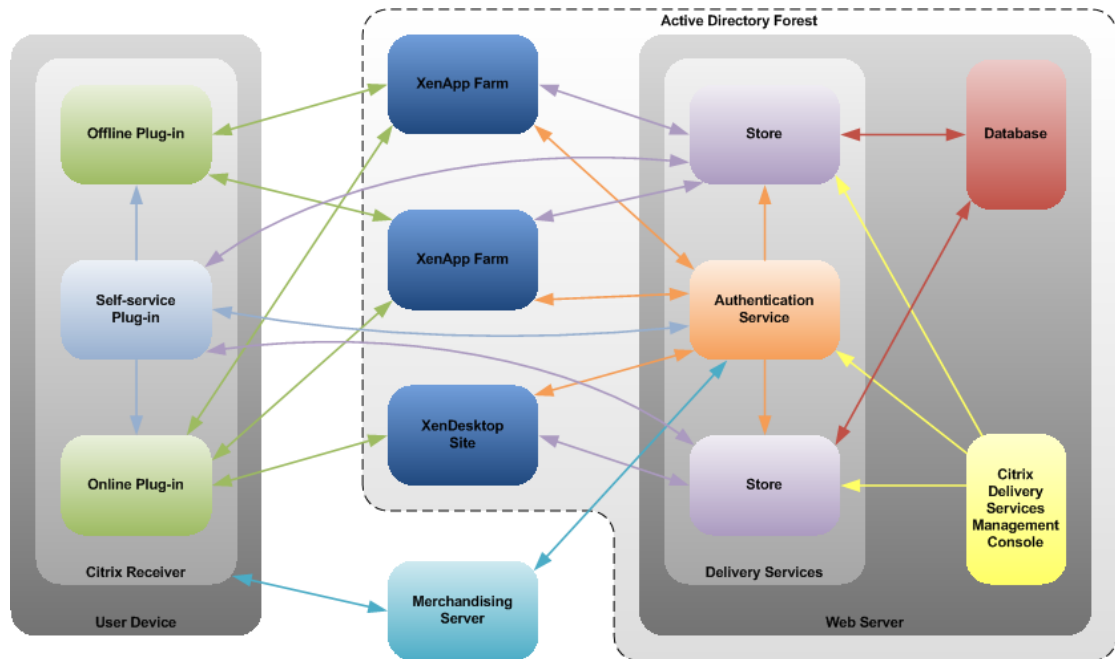 Active Directory Forest
XenApp Farm
Offline Plug-in
Store
Database
XenApp Farm
Self-service
Plug-in
Authentication
Service
XenDesktop
Site
Online Plug-in
Store
Citrix
Delivery
Services
Management
Console
Citrix Receiver
Delivery Services
Merchandising
Server
User Device
Web Server